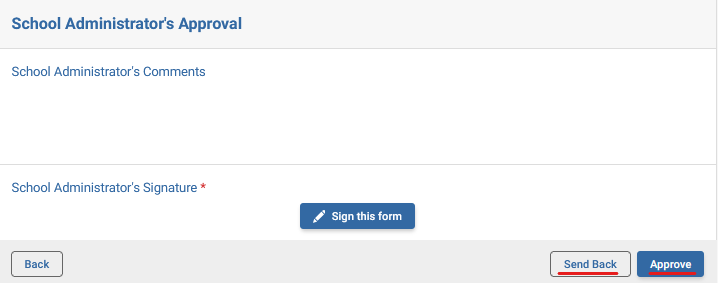 School Administrator's Approval
School Administrator's Comments
School Administrator's Signature *
Sign this form
Back Send Back Approve